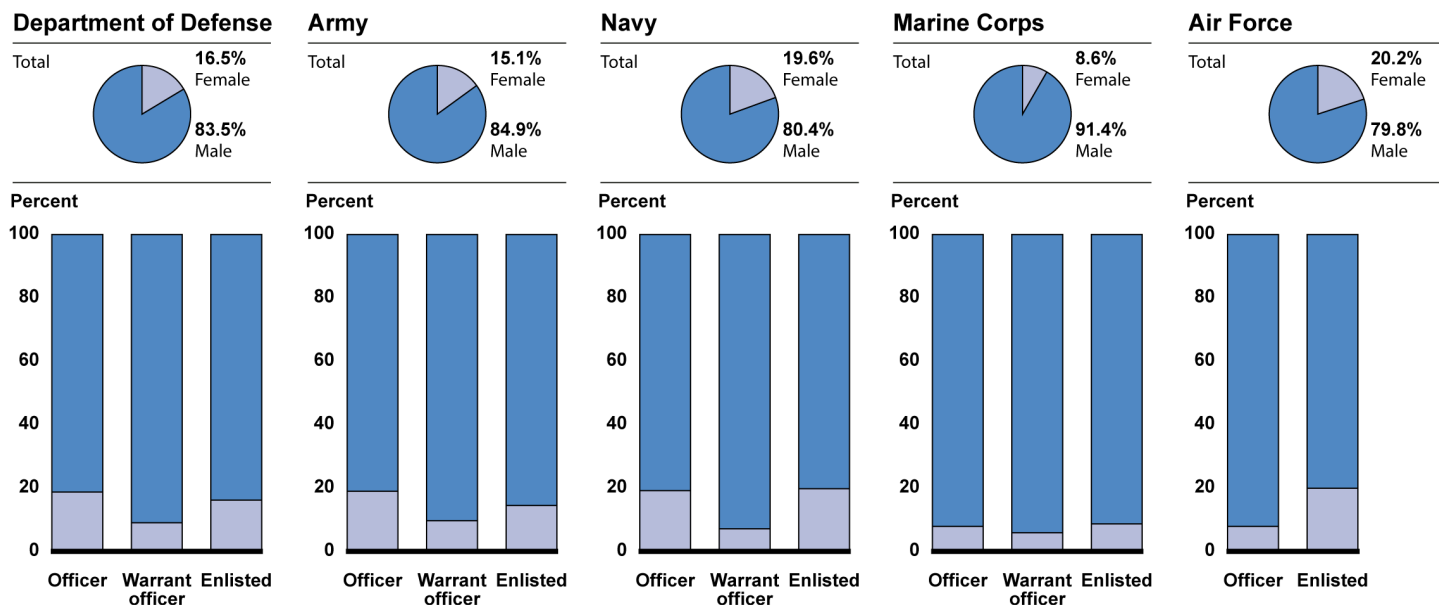 Department of Defense
Total
16.5%
Female
83.5%
Male
Percent
100
80
60
40
20
0
Officer Warrant officer Enlisted
Army
Total
15.1%
Female
84.9%
Male
Percent
100
80
60
40
20
0
Officer Warrant officer Enlisted
Navy
Total
19.6%
Female
80.4%
Male
Percent
100
80
60
40
20
0
Officer Warrant officer Enlisted
Marine Corps
Total
8.6%
Female
91.4%
Male
Percent
100
80
60
40
20
0
Officer Warrant officer Enlisted
Air Force
Total
20.2%
Female
79.8%
Male
Percent
100
80
60
40
20
0
Officer Enlisted